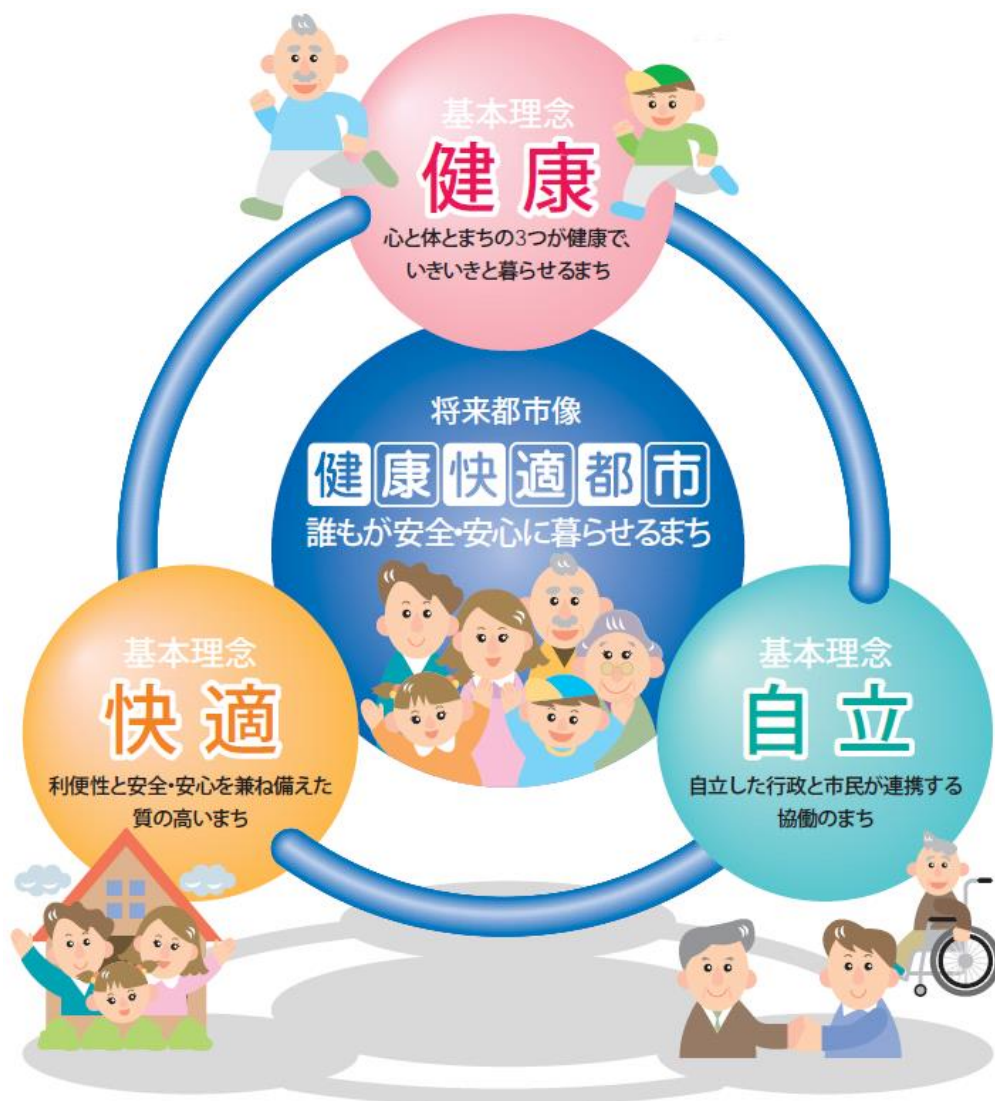 基本理念
健康
心と体とまちの3つが健康で、
いきいきと暮らせるまち
将来都市像
健康快適都市
誰もが安全・安心に暮らせるまち
基本理念
快適
利便性と安全・安心を兼ね備えた
質の高いまち
基本理念
自立
自立した行政と市民が連携する
協働のまち